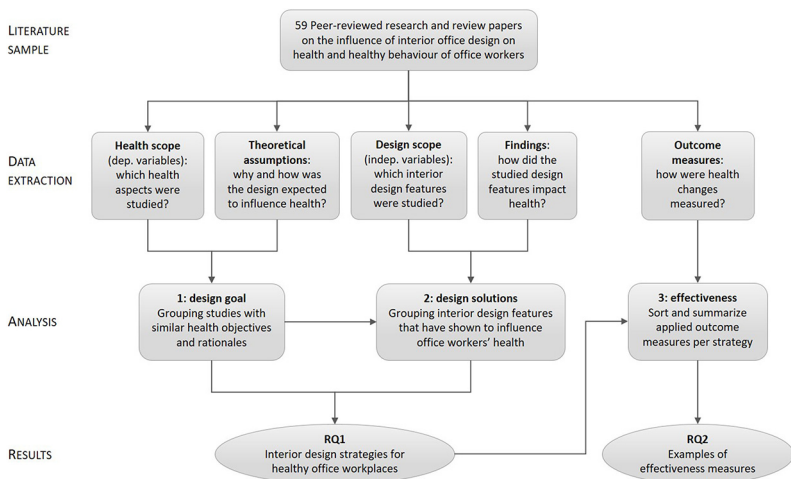 LITERATURE
SAMPLE
59 Peer-reviewed research and review papers
on the influence of interior office design on
health and healthy behaviour of office workers
DATA
EXTRACTION
Health scope
(dep. variables):
which health
aspects were
studied?
Theoretical
assumptions:
why and how was
the design expected
to influence health?
Design scope
(indep. variables):
which interior
design features
were studied?
Findings:
how did the
studied design
features impact
health?
Outcome
measures:
how were health
changes
measured?
ANALYSIS
1: design goal
Grouping studies with
similar health objectives
and rationales
2: design solutions
Grouping interior design features
that have shown to influence
office workers’ health
3: effectiveness
Sort and summarize
applied outcome
measures per strategy
RESULTS
RQ1
Interior design strategies for
healthy office workplaces
RQ2
Examples of
effectiveness measures